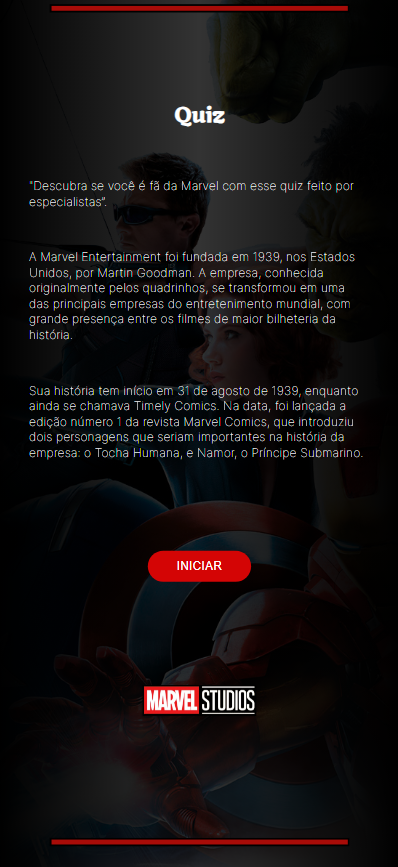 Quiz
"Descubra se você é fã da Marvel com esse quiz feito por
especialistas".
A Marvel Entertainment foi fundada em 1939, nos Estados
Unidos, por Martin Goodman. A empresa, conhecida
originalmente pelos quadrinhos, se transformou em uma
das principais empresas do entretenimento mundial, com
grande presença entre os filmes de maior bilheteria da
história.
Sua história tem início em 31 de agosto de 1939, enquanto
ainda se chamava Timely Comics. Na data, foi lançada a
edição número 1 da revista Marvel Comics, que introduziu
dois personagens que seriam importantes na história da
empresa: o Tocha Humana, e Namor, o Príncipe Submarino.
INICIAR
MARVEL STUDIOS